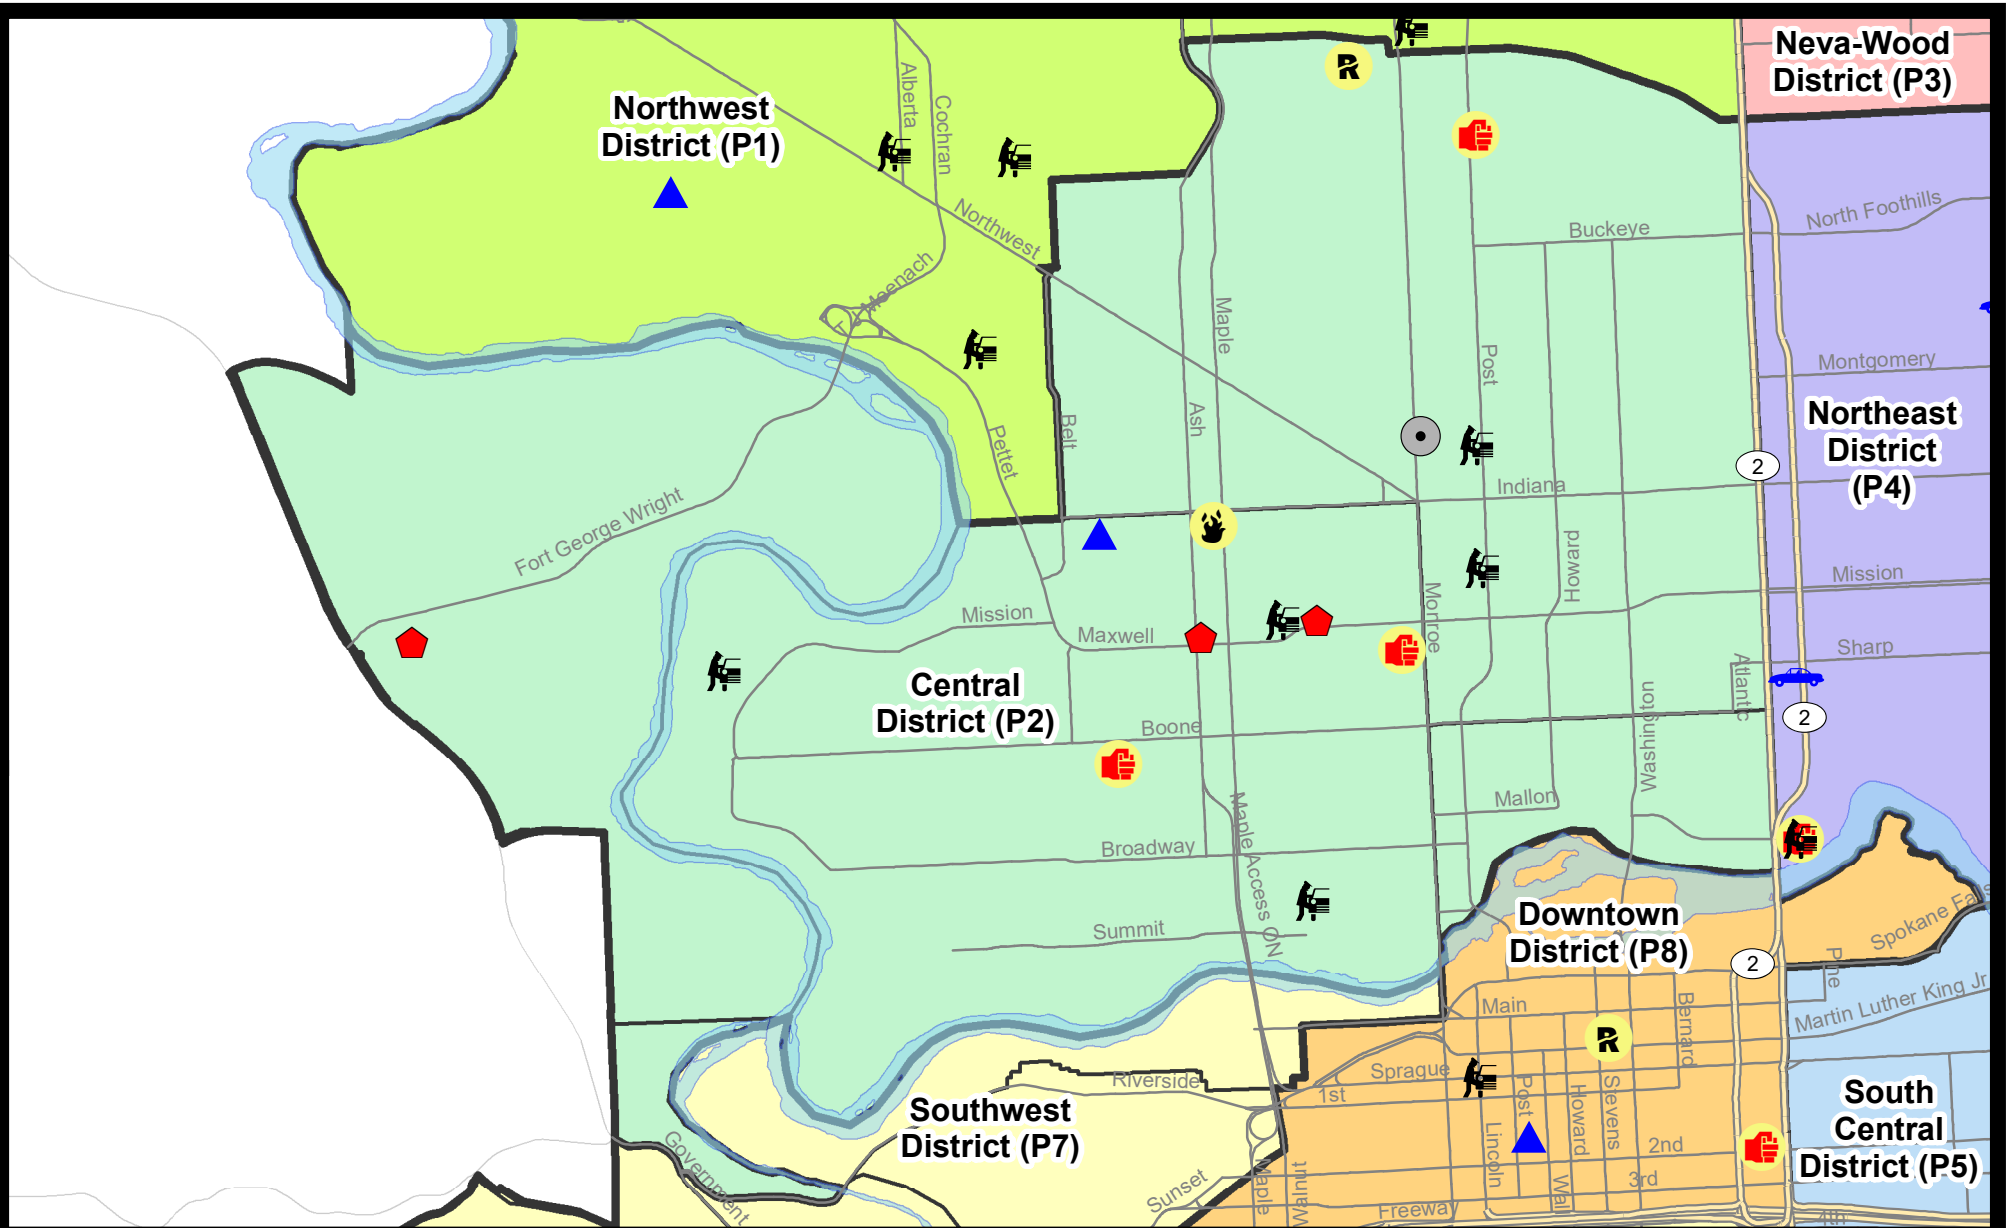 Neva-Wood
District (P3)
Northwest
District (P1)
Alberta
Cochran
Northwest
Meenach
Buckeye
North Foothills
Maple
Post
Montgomery
Northeast
District
(P4)
Ash
Belt
Pettet
2
Indiana
Fort George Wright
Howard
Mission
Monroe
Mission
Maxwell
Sharp
Atlantic
Central
District (P2)
Washington
2
Boone
Mallon
Maple Access ON
Broadway
Summit
Downtown
District (P8)
Spokane Fa
2
Pine
Main
Bernard
Martin Luther King Jr
Sprague
Riverside
1st
Post
Howard
Stevens
South
Central
District (P5)
Southwest
District (P7)
Government
Lincoln
2nd
3rd
Wall
Sunset
Maple
Walnut
Freeway
4th